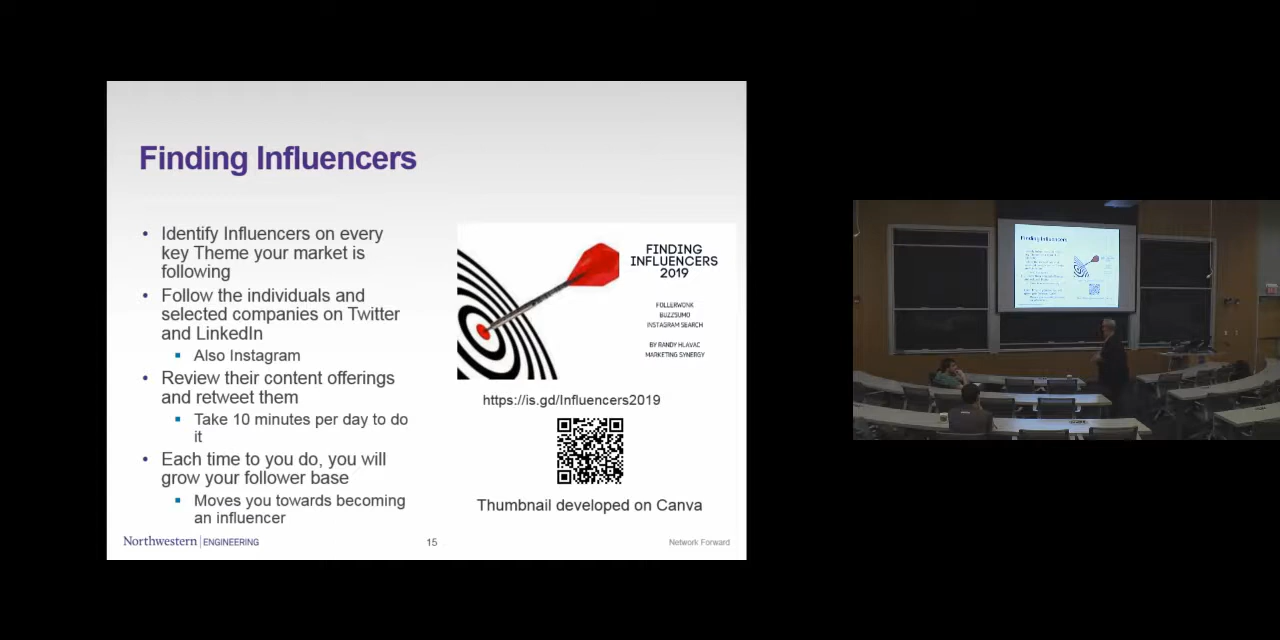 Finding Influencers
• Identify Influencers on every
key Theme your market is
following
• Follow the individuals and
selected companies on Twitter
and LinkedIn
▪ Also Instagram
• Review their content offerings
and retweet them
▪ Take 10 minutes per day to do
it
• Each time to you do, you will
grow your follower base
▪ Moves you towards becoming
an influencer
FINDING
INFLUENCERS
2019
FOLLERWONK
BUZZSUMO
INSTAGRAM SEARCH
BY RANDY HLAVAC
MARKETING SYNERGY
https://is.gd/Influencers2019
Thumbnail developed on Canva
Northwestern | ENGINEERING
15
Network Forward
Finding Influencers